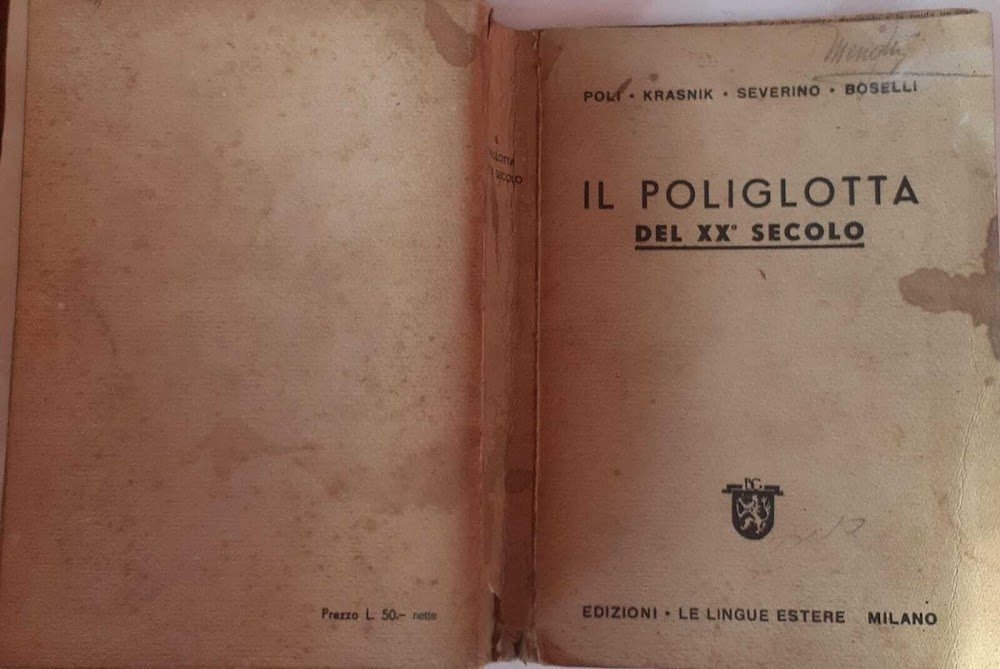 Prezzo L. 50.- nette
POLI • KRASNIK • SEVERINO • BOSELLI
IL POLIGLOTTA
DEL XX° SECOLO
EDIZIONI • LE LINGUE ESTERE MILANO